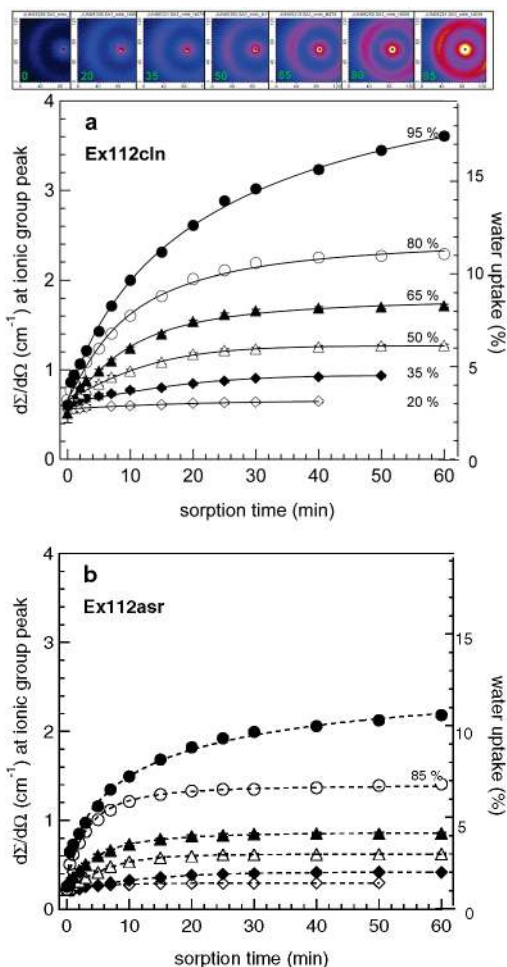 0 20 35 50 65 80 85
a
Ex112cln
4
3
2
1
0
dΣ/dΩ (cm⁻¹) at ionic group peak
95 %
80 %
65 %
50 %
35 %
20 %
15
10
5
0
water uptake (%)
0 10 20 30 40 50 60
sorption time (min)
b
Ex112asr
4
3
2
1
0
dΣ/dΩ (cm⁻¹) at ionic group peak
85 %
15
10
5
0
water uptake (%)
0 10 20 30 40 50 60
sorption time (min)